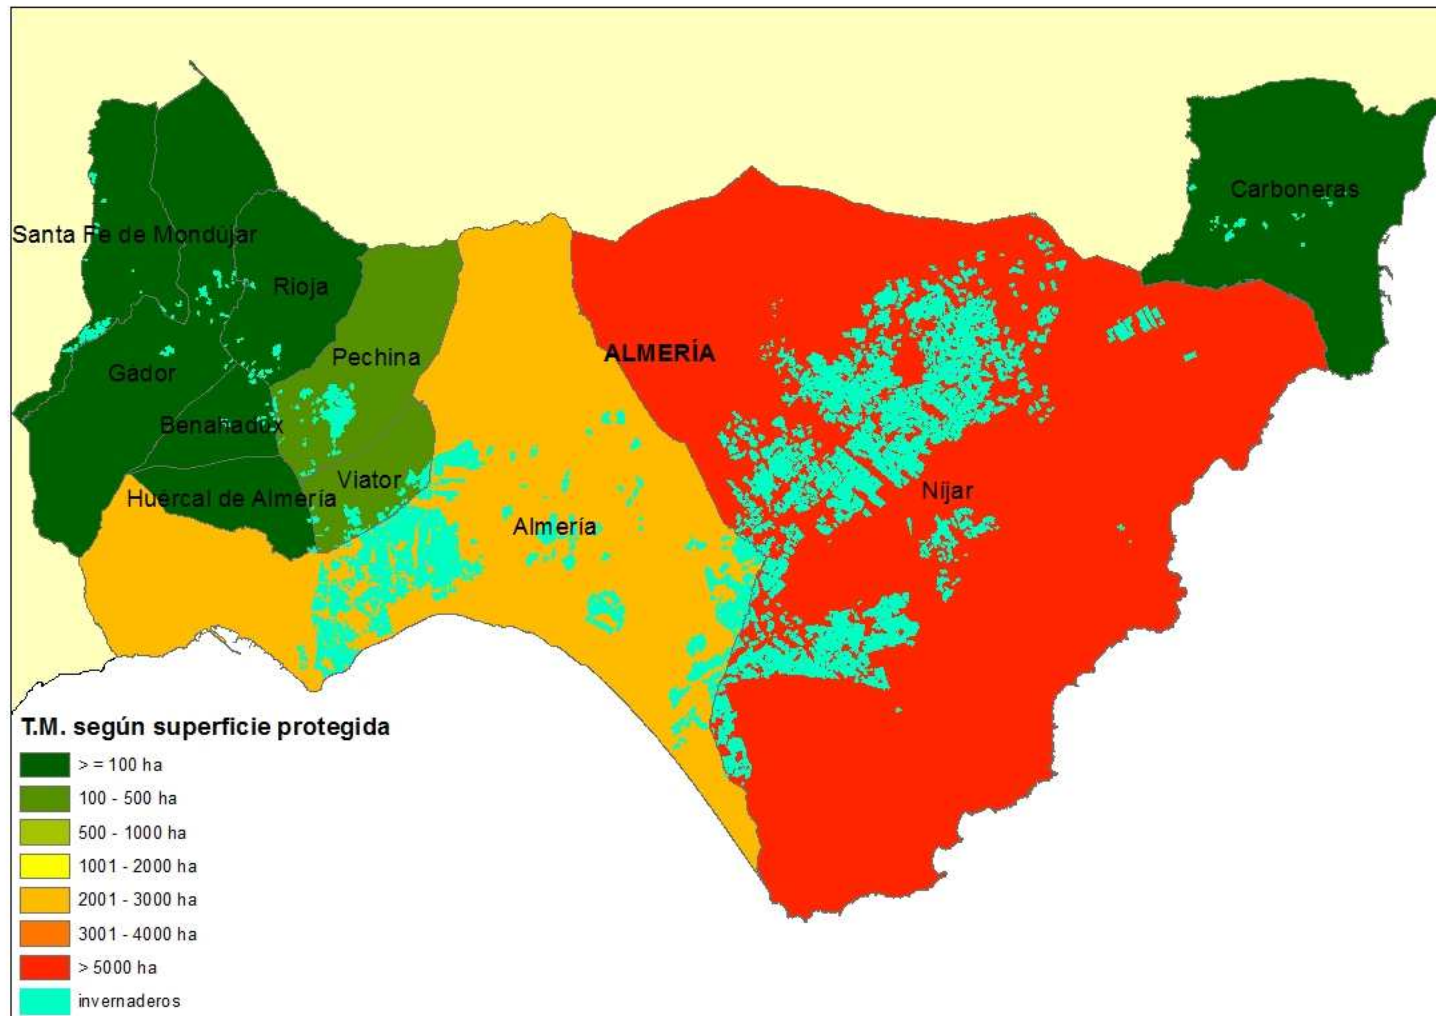 Carboneras
Santa Fe de Mondújar
Rioja
Pechina
ALMERÍA
Gador
Benahadux
Viator
Níjar
Huércal de Almería
Almería
T.M. según superficie protegida
> = 100 ha
100 - 500 ha
500 - 1000 ha
1001 - 2000 ha
2001 - 3000 ha
3001 - 4000 ha
> 5000 ha
invernaderos